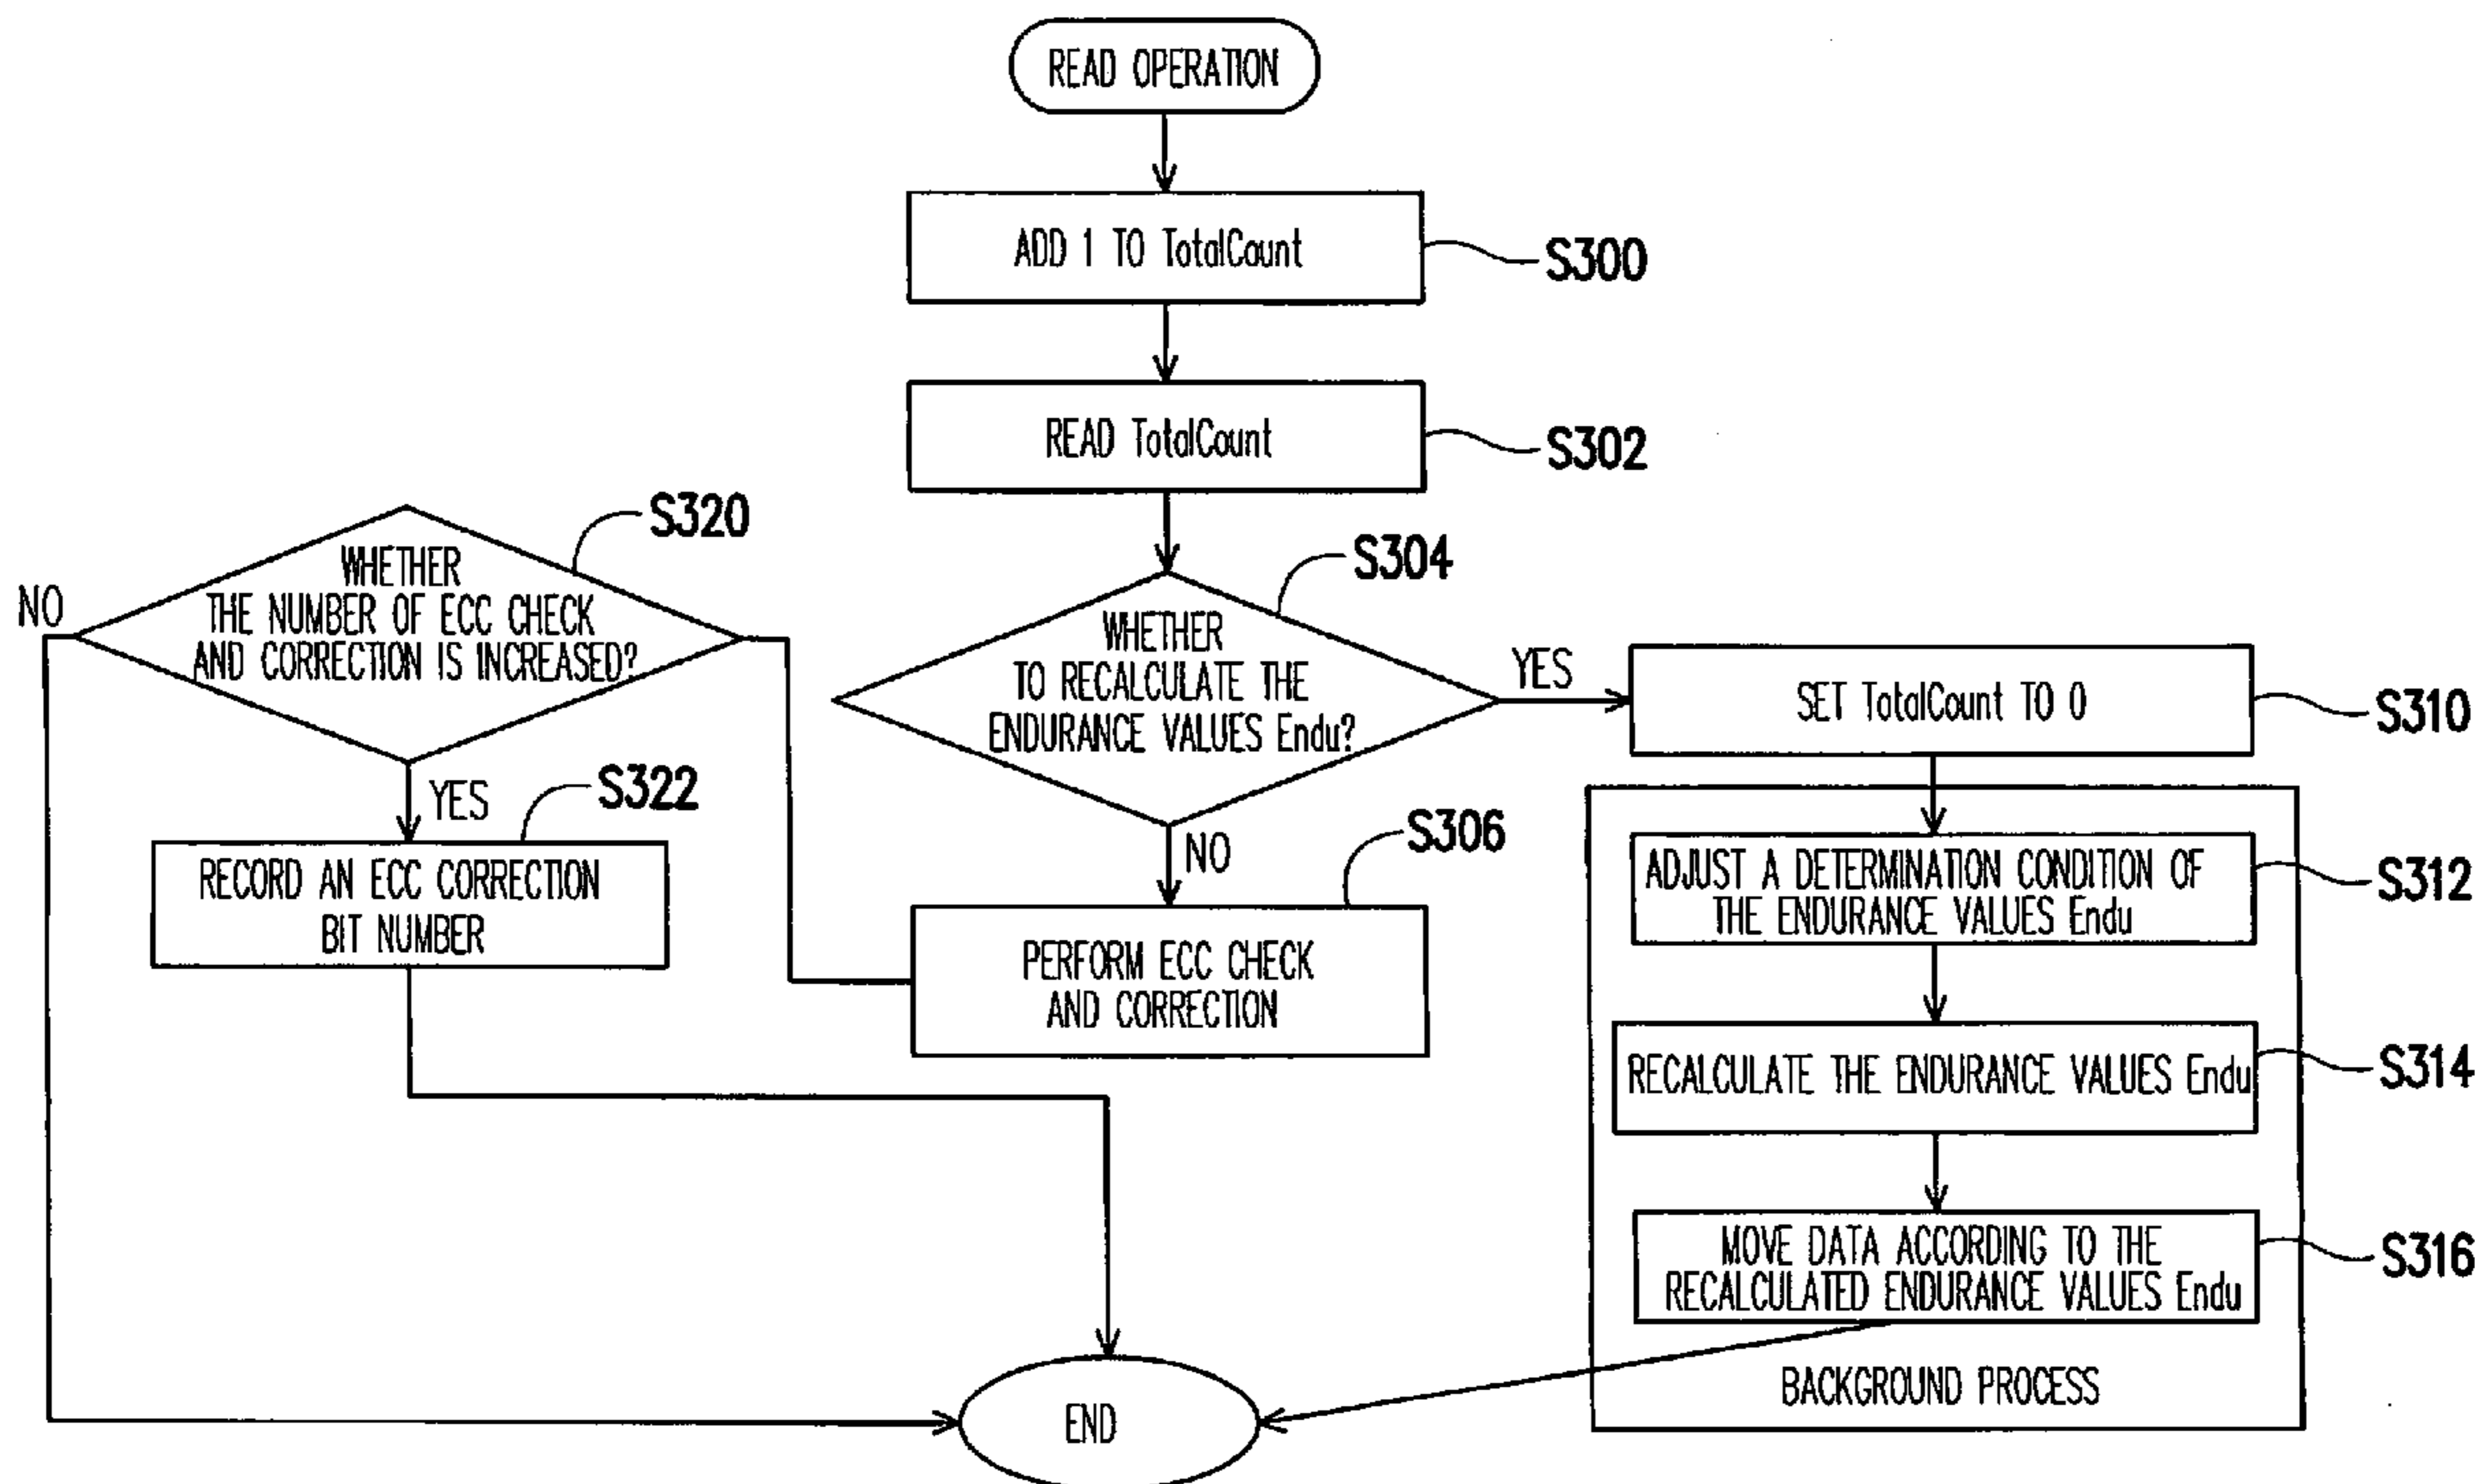 READ OPERATION
ADD 1 TO TotalCount
S300
READ TotalCount
S302
S320
WHETHER
THE NUMBER OF ECC CHECK
AND CORRECTION IS INCREASED?
NO
YES
S304
WHETHER
TO RECALCULATE THE
ENDURANCE VALUES Endu?
YES
NO
SET TotalCount TO 0
S310
S322
RECORD AN ECC CORRECTION
BIT NUMBER
S306
PERFORM ECC CHECK
AND CORRECTION
ADJUST A DETERMINATION CONDITION OF
THE ENDURANCE VALUES Endu
S312
RECALCULATE THE ENDURANCE VALUES Endu
S314
MOVE DATA ACCORDING TO THE
RECALCULATED ENDURANCE VALUES Endu
S316
BACKGROUND PROCESS
END